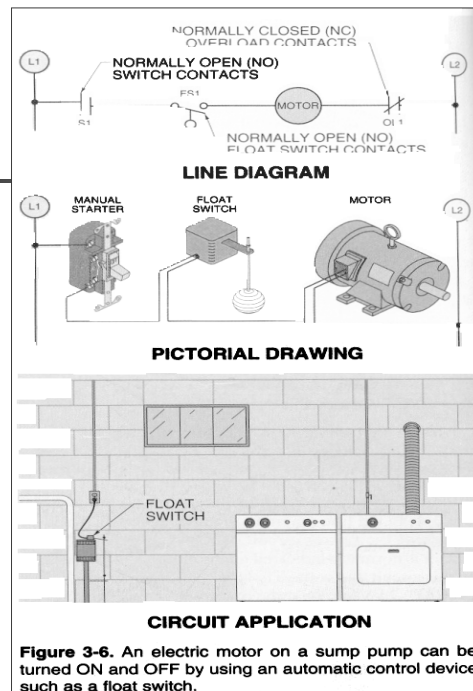 NORMALLY CLOSED (NC)
OVERLOAD CONTACTS
L1
NORMALLY OPEN (NO)
SWITCH CONTACTS
L2
FS1
MOTOR
S1
OL1
NORMALLY OPEN (NO)
FLOAT SWITCH CONTACTS
LINE DIAGRAM
L1
MANUAL
STARTER
FLOAT
SWITCH
MOTOR
L2
PICTORIAL DRAWING
FLOAT
SWITCH
CIRCUIT APPLICATION
Figure 3-6. An electric motor on a sump pump can be
turned ON and OFF by using an automatic control device
such as a float switch.